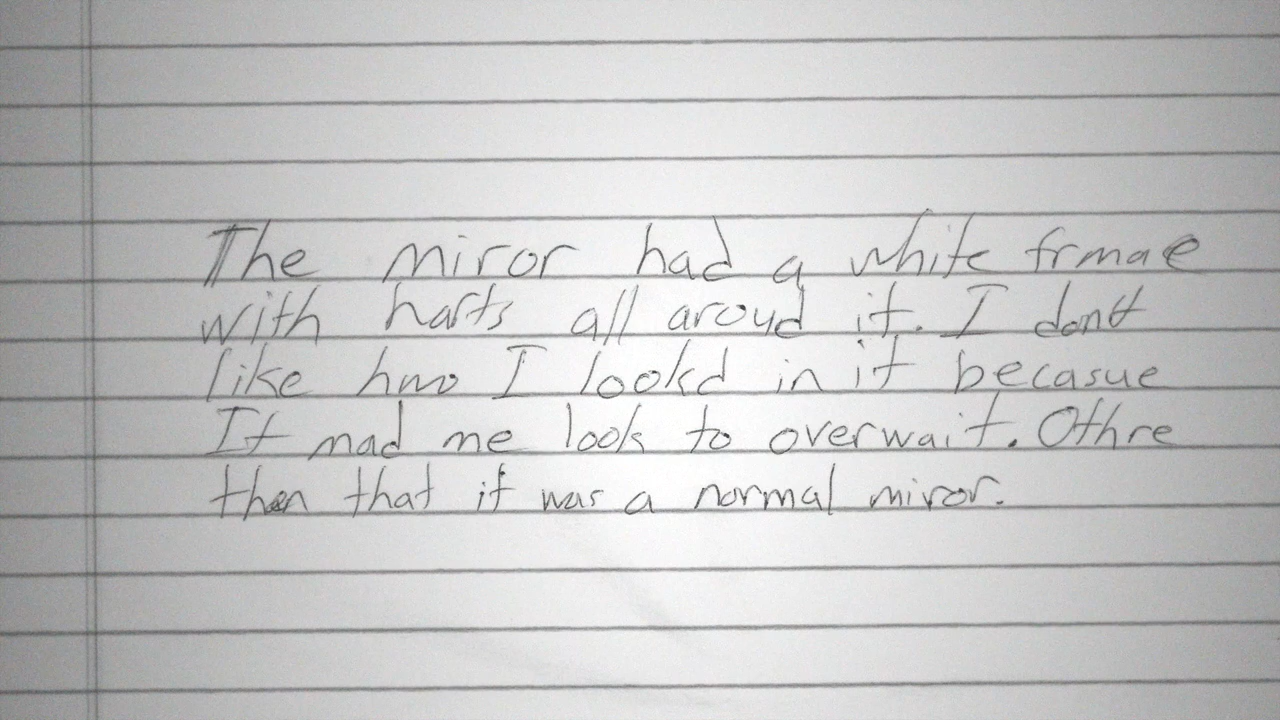 The miror had a white frmae
with harts all aroud it. I dont
like hwo I lookd in it becasue
It mad me look to overwait. Othre
then that it was a normal miror.